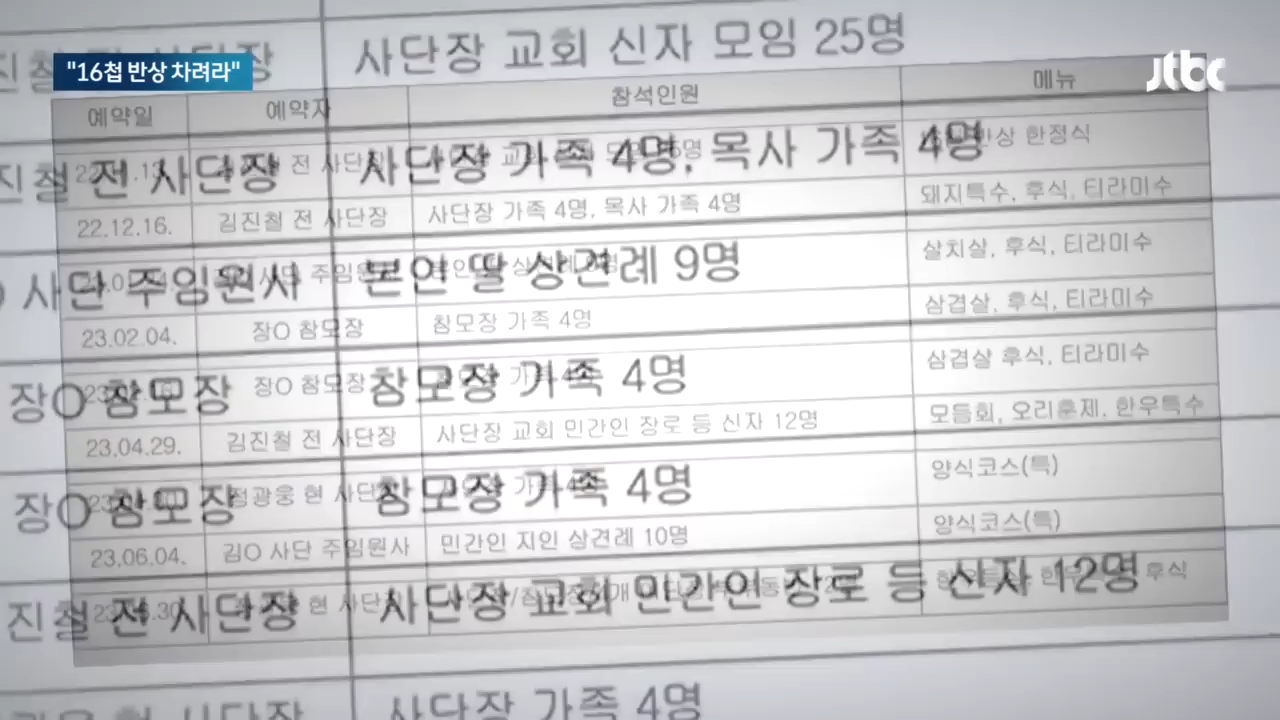 "16첩 반상 차려라"
jtbc
사단장 교회 신자 모임 25명
예약일 예약자 참석인원 메뉴
진철 전 사단장 사단장 가족 4명, 목사 가족 4명
반상 한정식
22.12.16. 김진철 전 사단장 사단장 가족 4명, 목사 가족 4명 돼지특수, 후식, 티라미수
사단 주임원사 본인 딸 상견례 9명
살치살, 후식, 티라미수
23.02.04. 장O 참모장 참모장 가족 4명 삼겹살, 후식, 티라미수
장O 참모장 참모장 가족 4명
장O 참모장 삼겹살 후식, 티라미수
23.04.29. 김진철 전 사단장 사단장 교회 민간인 장로 등 신자 12명 모듬회, 오리훈제, 한우특수
장O 참모장 참모장 가족 4명
양식코스(특)
23.06.04. 김O 사단 주임원사 민간인 지인 상견례 10명 양식코스(특)
진철 전 사단장 사단장 교회 민간인 장로 등 신자 12명
후식
사단장 가족 4명